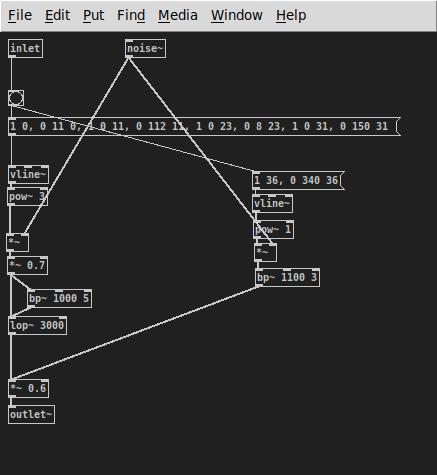 File Edit Put Find Media Window Help
inlet
noise~
1 0, 0 11 0, 1 0 11, 0 112 11, 1 0 23, 0 8 23, 1 0 31, 0 150 31
vline~
1 36, 0 340 36
pow~ 3
vline~
pow~ 1
*~
*~
*~ 0.7
bp~ 1100 3
bp~ 1000 5
lop~ 3000
*~ 0.6
outlet~